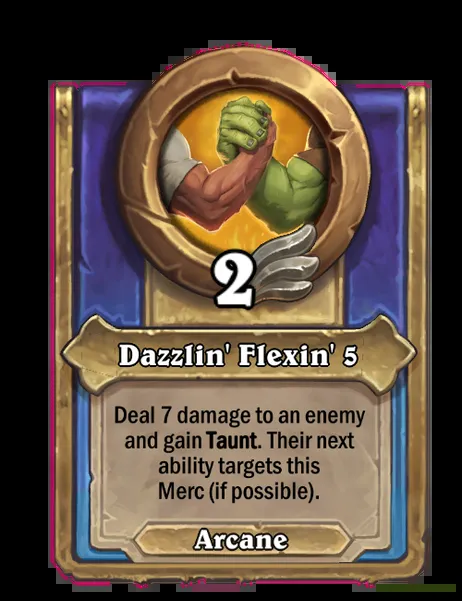 2
Dazzlin' Flexin' 5
Deal 7 damage to an enemy
and gain Taunt. Their next
ability targets this
Merc (if possible).
Arcane